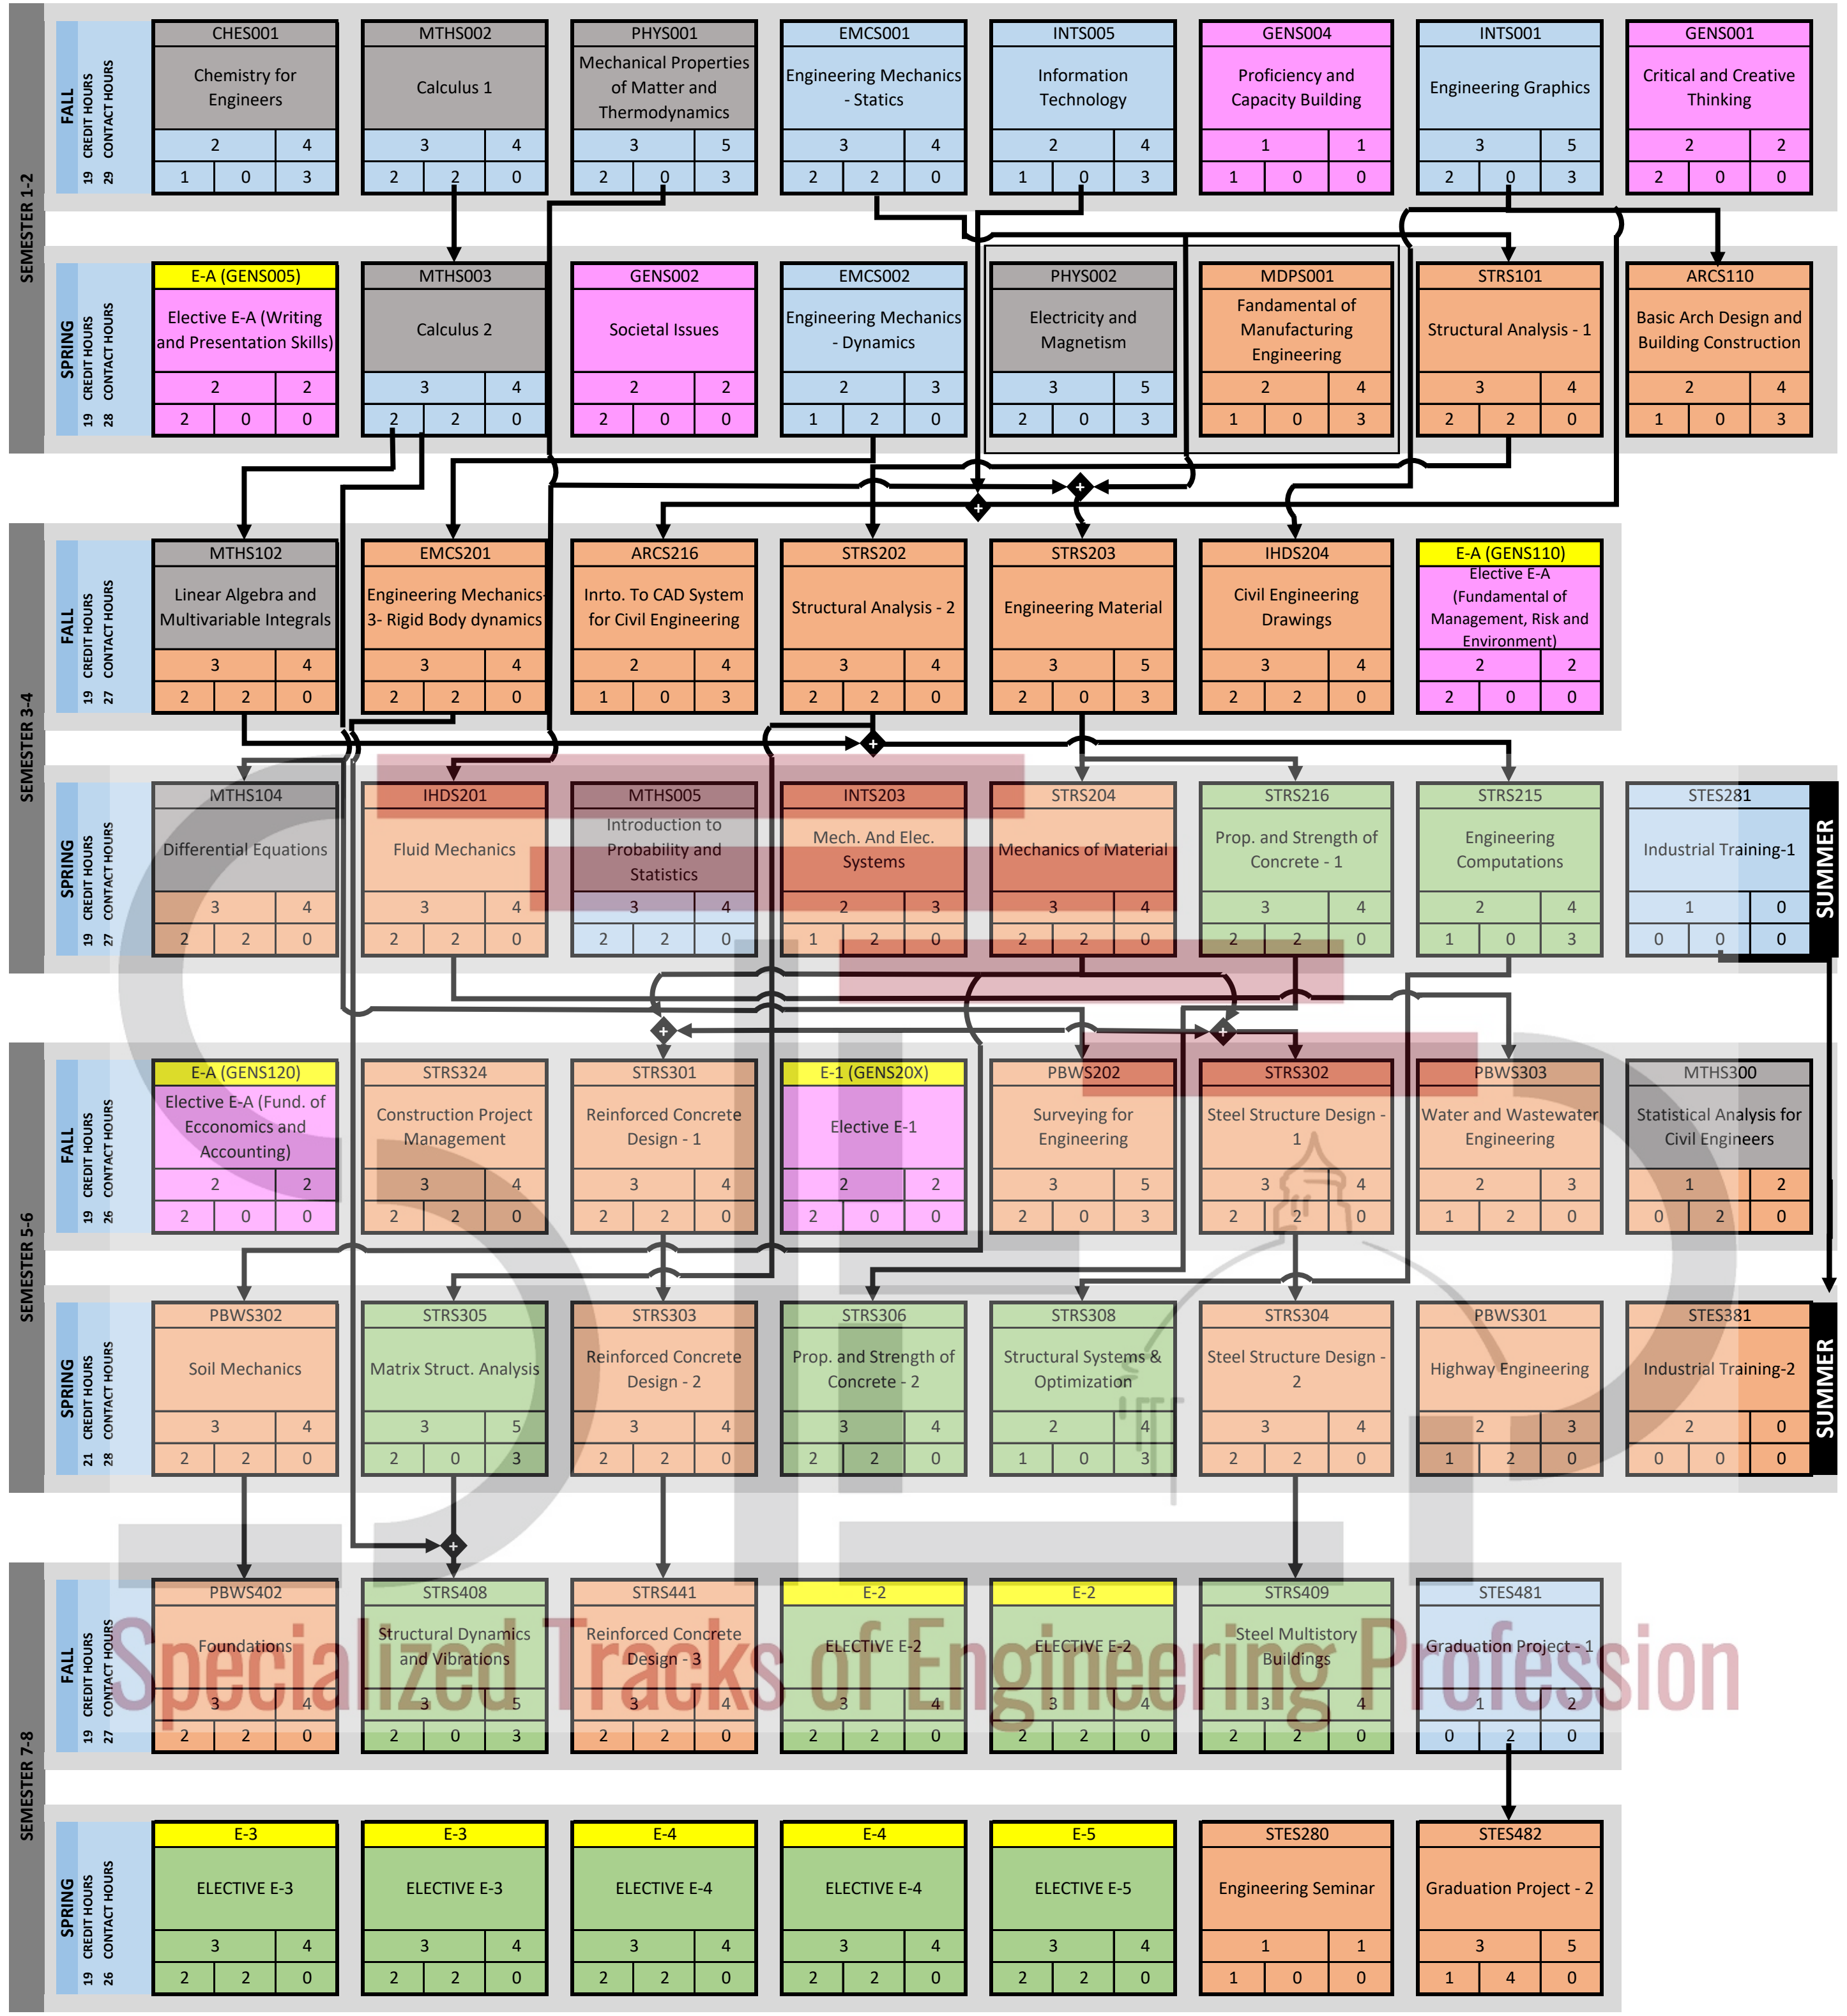 SEMESTER 1-2
FALL
19 CREDIT HOURS
29 CONTACT HOURS
CHES001
Chemistry for
Engineers
2 4
1 0 3
MTHS002
Calculus 1
3 4
2 2 0
PHYS001
Mechanical Properties
of Matter and
Thermodynamics
3 5
2 0 3
EMCS001
Engineering Mechanics
- Statics
3 4
2 2 0
INTS005
Information
Technology
2 4
1 0 3
GENS004
Proficiency and
Capacity Building
1 1
1 0 0
INTS001
Engineering Graphics
3 5
2 0 3
GENS001
Critical and Creative
Thinking
2 2
2 0 0
SPRING
19 CREDIT HOURS
28 CONTACT HOURS
E-A (GENS005)
Elective E-A (Writing
and Presentation Skills)
2 2
2 0 0
MTHS003
Calculus 2
3 4
2 2 0
GENS002
Societal Issues
2 2
2 0 0
EMCS002
Engineering Mechanics
- Dynamics
2 3
1 2 0
PHYS002
Electricity and
Magnetism
3 5
2 0 3
MDPS001
Fandamental of
Manufacturing
Engineering
2 4
1 0 3
STRS101
Structural Analysis - 1
3 4
2 2 0
ARCS110
Basic Arch Design and
Building Construction
2 4
1 0 3
+
+
SEMESTER 3-4
FALL
19 CREDIT HOURS
27 CONTACT HOURS
MTHS102
Linear Algebra and
Multivariable Integrals
3 4
2 2 0
EMCS201
Engineering Mechanics-
3- Rigid Body dynamics
3 4
2 2 0
ARCS216
Inrto. To CAD System
for Civil Engineering
2 4
1 0 3
STRS202
Structural Analysis - 2
3 4
2 2 0
STRS203
Engineering Material
3 5
2 0 3
IHDS204
Civil Engineering
Drawings
3 4
2 2 0
E-A (GENS110)
Elective E-A
(Fundamental of
Management, Risk and
Environment)
2 2
2 0 0
+
SPRING
19 CREDIT HOURS
27 CONTACT HOURS
MTHS104
Differential Equations
3 4
2 2 0
IHDS201
Fluid Mechanics
3 4
2 2 0
MTHS005
Introduction to
Probability and
Statistics
3 4
2 2 0
INTS203
Mech. And Elec.
Systems
2 3
1 2 0
STRS204
Mechanics of Material
3 4
2 2 0
STRS216
Prop. and Strength of
Concrete - 1
3 4
2 2 0
STRS215
Engineering
Computations
2 4
1 0 3
STES281
Industrial Training-1
1 0
0 0 0
SUMMER
+
+
SEMESTER 5-6
FALL
19 CREDIT HOURS
26 CONTACT HOURS
E-A (GENS120)
Elective E-A (Fund. of
Ecconomics and
Accounting)
2 2
2 0 0
STRS324
Construction Project
Management
3 4
2 2 0
STRS301
Reinforced Concrete
Design - 1
3 4
2 2 0
E-1 (GENS20X)
Elective E-1
2 2
2 0 0
PBWS202
Surveying for
Engineering
3 5
2 0 3
STRS302
Steel Structure Design -
1
3 4
2 2 0
PBWS303
Water and Wastewater
Engineering
2 3
1 2 0
MTHS300
Statistical Analysis for
Civil Engineers
1 2
0 2 0
SPRING
21 CREDIT HOURS
28 CONTACT HOURS
PBWS302
Soil Mechanics
3 4
2 2 0
STRS305
Matrix Struct. Analysis
3 5
2 0 3
STRS303
Reinforced Concrete
Design - 2
3 4
2 2 0
STRS306
Prop. and Strength of
Concrete - 2
3 4
2 2 0
STRS308
Structural Systems &
Optimization
2 4
1 0 3
STRS304
Steel Structure Design -
2
3 4
2 2 0
PBWS301
Highway Engineering
2 3
1 2 0
STES381
Industrial Training-2
2 0
0 0 0
SUMMER
+
SEMESTER 7-8
FALL
19 CREDIT HOURS
27 CONTACT HOURS
PBWS402
Foundations
3 4
2 2 0
STRS408
Structural Dynamics
and Vibrations
3 5
2 0 3
STRS441
Reinforced Concrete
Design - 3
3 4
2 2 0
E-2
ELECTIVE E-2
3 4
2 2 0
E-2
ELECTIVE E-2
3 4
2 2 0
STRS409
Steel Multistory
Buildings
3 4
2 2 0
STES481
Graduation Project - 1
1 2
0 2 0
Specialized Tracks of Engineering Profession
SPRING
19 CREDIT HOURS
26 CONTACT HOURS
E-3
ELECTIVE E-3
3 4
2 2 0
E-3
ELECTIVE E-3
3 4
2 2 0
E-4
ELECTIVE E-4
3 4
2 2 0
E-4
ELECTIVE E-4
3 4
2 2 0
E-5
ELECTIVE E-5
3 4
2 2 0
STES280
Engineering Seminar
1 1
1 0 0
STES482
Graduation Project - 2
3 5
1 4 0